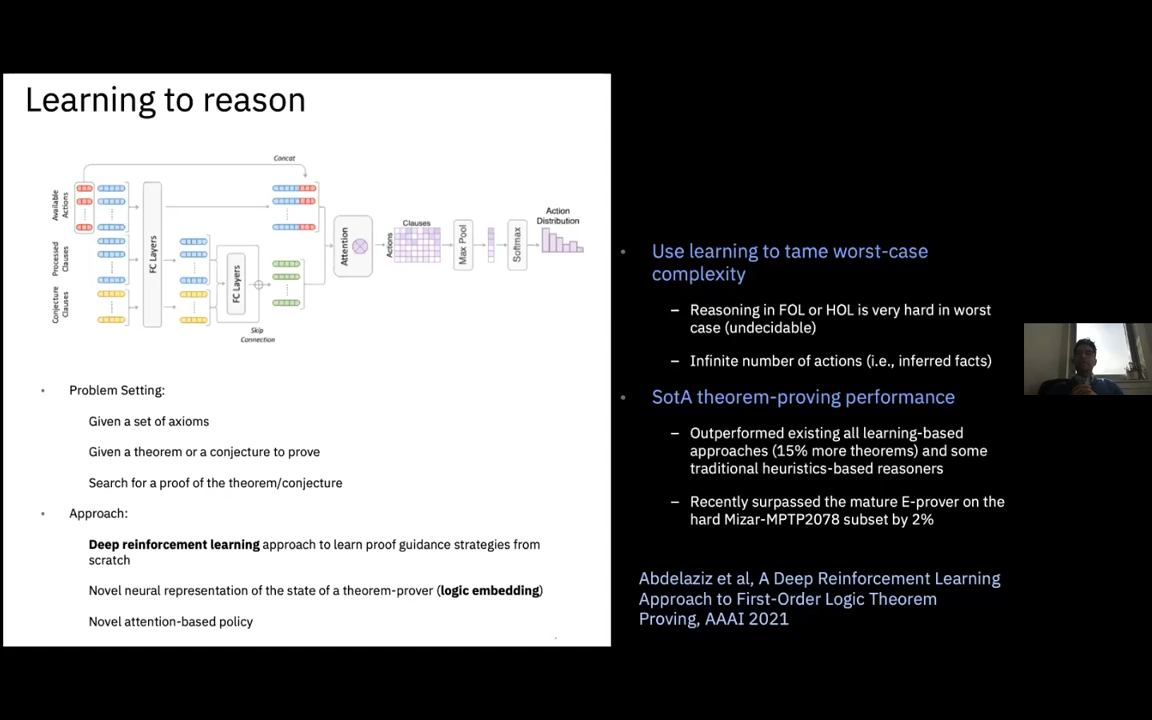 Learning to reason
Concat
Available
Actions
Processed
Clauses
Conjecture
Clauses
FC Layers
FC Layers
Skip
Connection
Attention
Clauses
Actions
Max Pool
Softmax
Action
Distribution
• Problem Setting:
Given a set of axioms
Given a theorem or a conjecture to prove
Search for a proof of the theorem/conjecture
• Approach:
Deep reinforcement learning approach to learn proof guidance strategies from
scratch
Novel neural representation of the state of a theorem-prover (logic embedding)
Novel attention-based policy
• Use learning to tame worst-case
complexity
– Reasoning in FOL or HOL is very hard in worst
case (undecidable)
– Infinite number of actions (i.e., inferred facts)
• SotA theorem-proving performance
– Outperformed existing all learning-based
approaches (15% more theorems) and some
traditional heuristics-based reasoners
– Recently surpassed the mature E-prover on the
hard Mizar-MPTP2078 subset by 2%
Abdelaziz et al, A Deep Reinforcement Learning
Approach to First-Order Logic Theorem
Proving, AAAI 2021